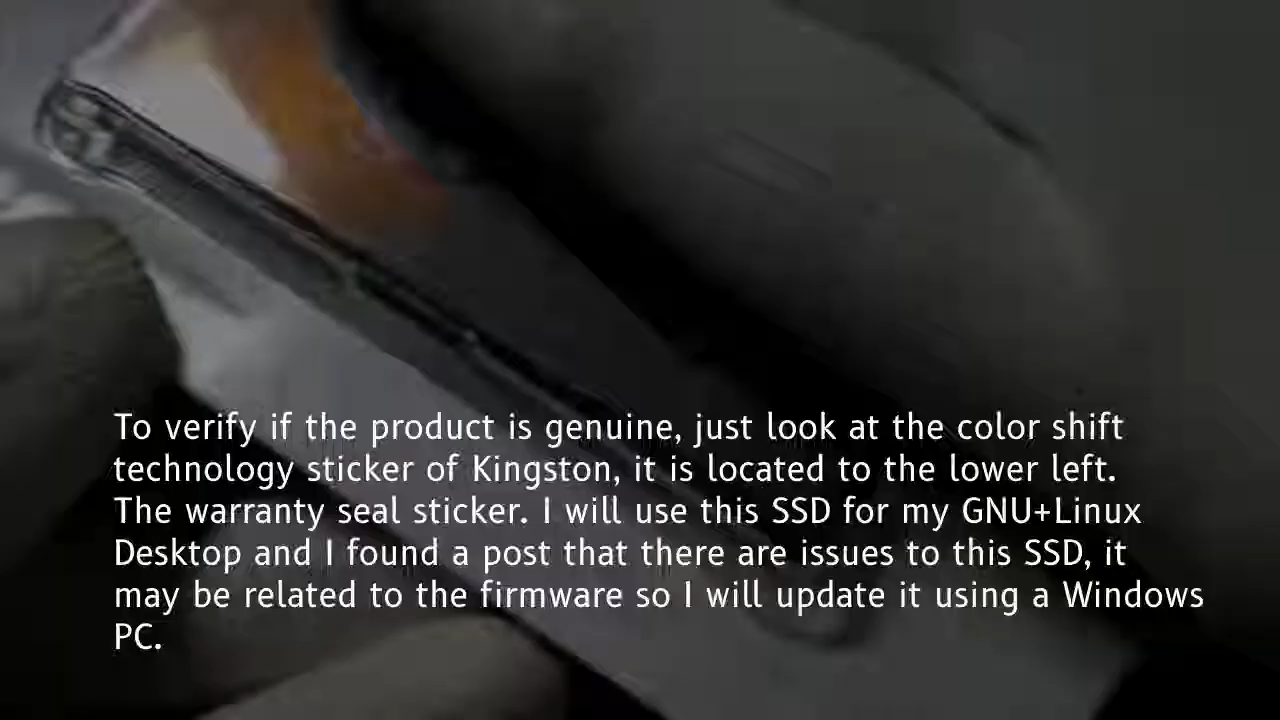 To verify if the product is genuine, just look at the color shift
technology sticker of Kingston, it is located to the lower left.
The warranty seal sticker. I will use this SSD for my GNU+Linux
Desktop and I found a post that there are issues to this SSD, it
may be related to the firmware so I will update it using a Windows
PC.